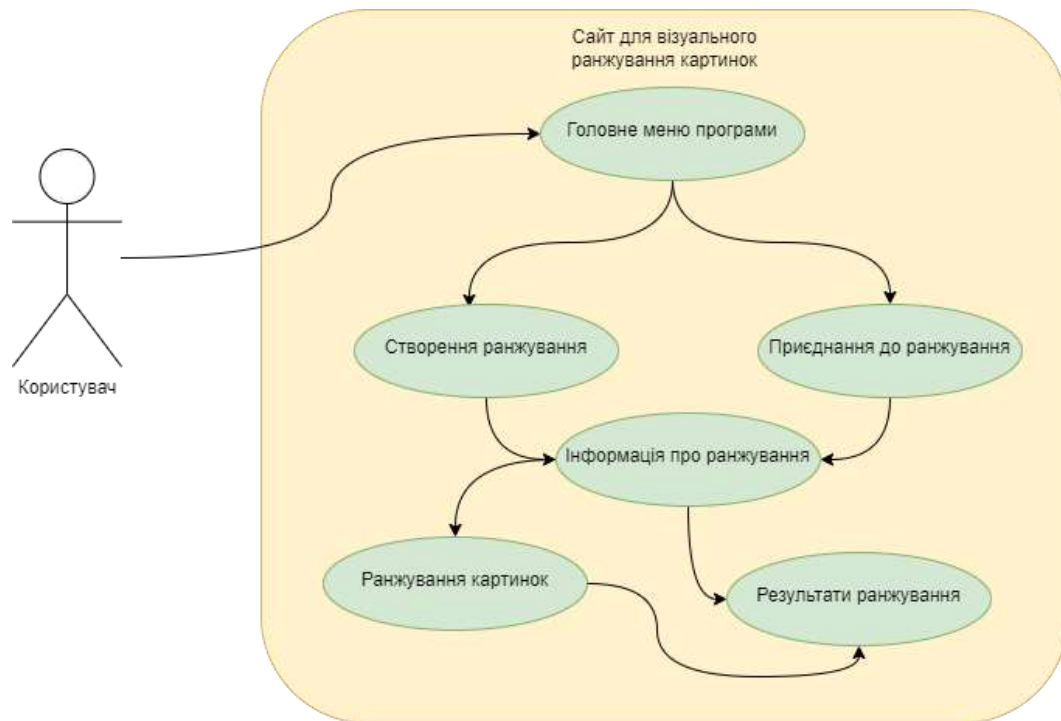 Сайт для візуального
ранжування картинок
Головне меню програми
Створення ранжування
Приєднання до ранжування
Користувач
Інформація про ранжування
Ранжування картинок
Результати ранжування